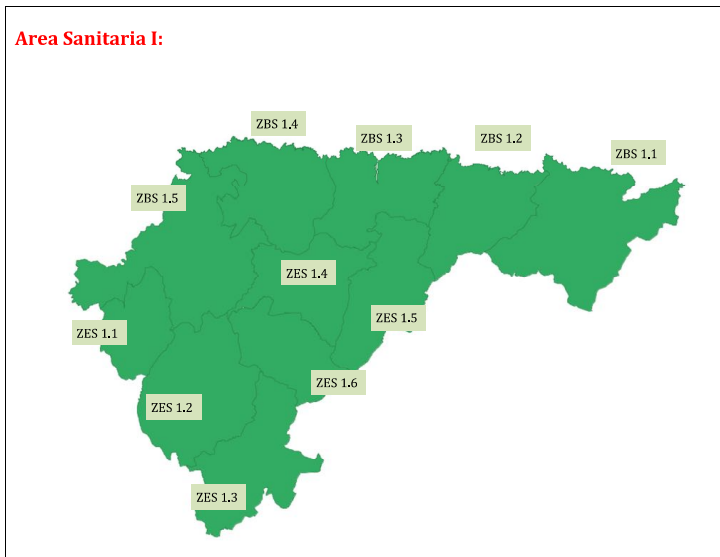 Area Sanitaria I:
ZBS 1.4
ZBS 1.3
ZBS 1.2
ZBS 1.1
ZBS 1.5
ZES 1.4
ZES 1.5
ZES 1.1
ZES 1.6
ZES 1.2
ZES 1.3